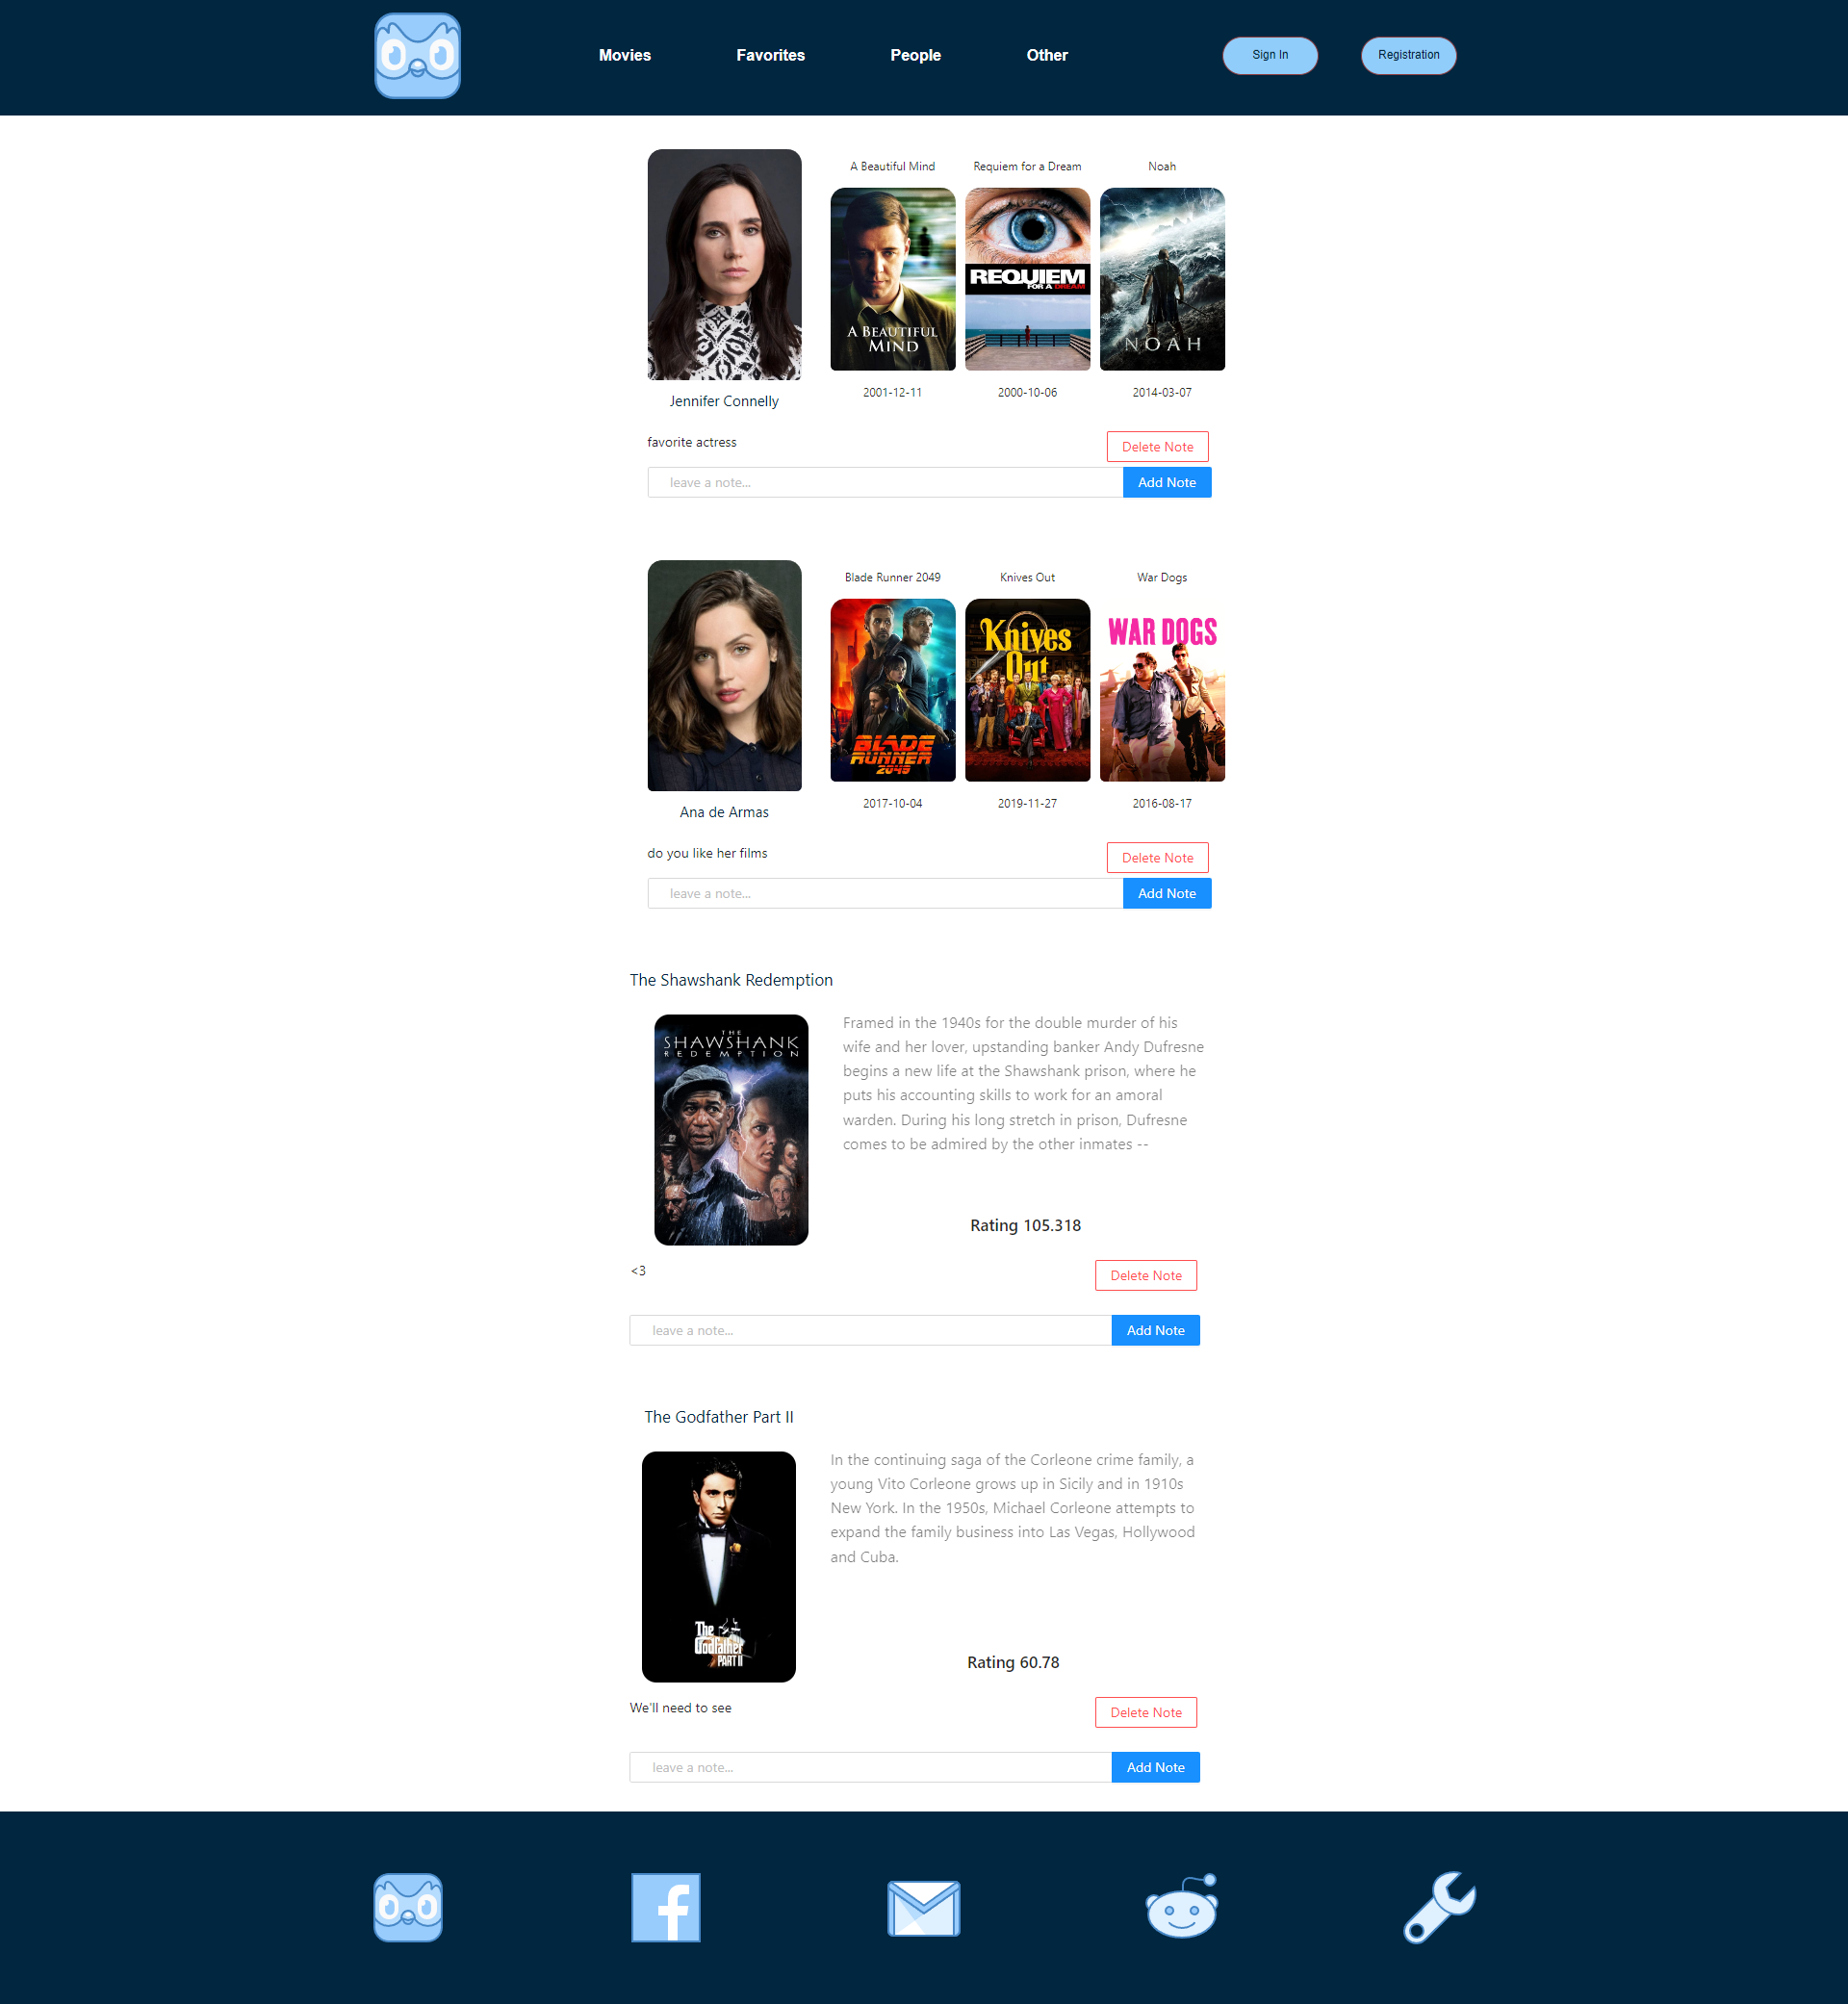 Movies
Favorites
People
Other
Sign In
Registration
A Beautiful Mind
Requiem for a Dream
Noah
A BEAUTIFUL
MIND
REQUIEM
FOR A DREAM
NOAH
2001-12-11
2000-10-06
2014-03-07
Jennifer Connelly
favorite actress
Delete Note
leave a note...
Add Note
Blade Runner 2049
Knives Out
War Dogs
BLADE
RUNNER
2049
Knives
Out
WAR DOGS
2017-10-04
2019-11-27
2016-08-17
Ana de Armas
do you like her films
Delete Note
leave a note...
Add Note
The Shawshank Redemption
THE
SHAWSHANK
REDEMPTION
Framed in the 1940s for the double murder of his
wife and her lover, upstanding banker Andy Dufresne
begins a new life at the Shawshank prison, where he
puts his accounting skills to work for an amoral
warden. During his long stretch in prison, Dufresne
comes to be admired by the other inmates --
Rating 105.318
<3
Delete Note
leave a note...
Add Note
The Godfather Part II
The
Godfather
PART II
In the continuing saga of the Corleone crime family, a
young Vito Corleone grows up in Sicily and in 1910s
New York. In the 1950s, Michael Corleone attempts to
expand the family business into Las Vegas, Hollywood
and Cuba.
Rating 60.78
We'll need to see
Delete Note
leave a note...
Add Note